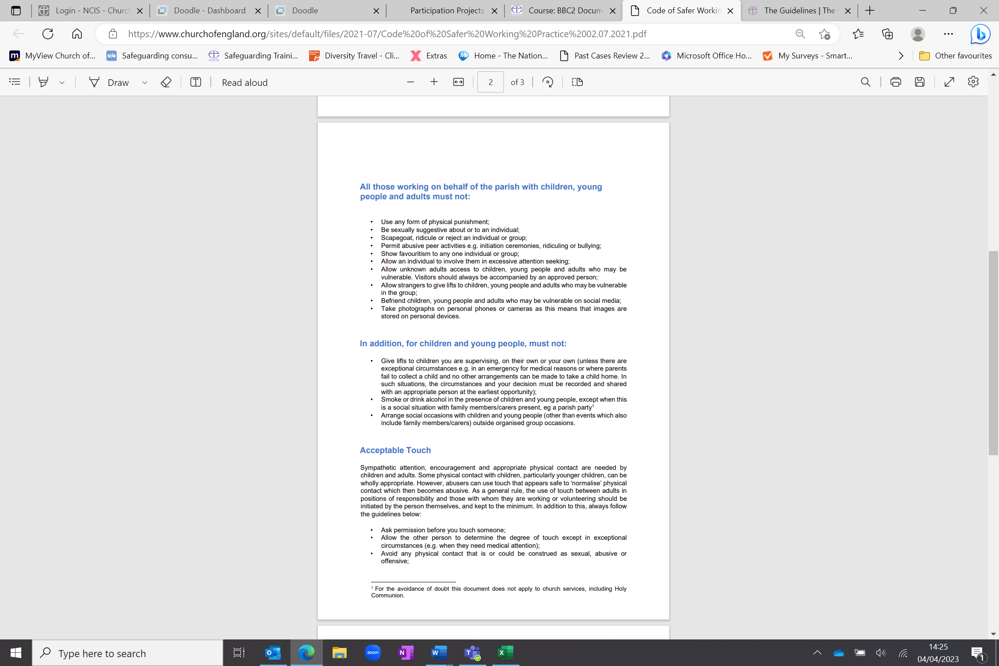 Login - NCIS - Church
Doodle - Dashboard
Doodle
Participation Projects
Course: BBC2 Docum
Code of Safer Workin
The Guidelines | The
https://www.churchofengland.org/sites/default/files/2021-07/Code%20of%20Safer%20Working%20Practice%2002.07.2021.pdf
MyView Church of...
Safeguarding consu...
Safeguarding Traini...
Diversity Travel - Cli...
Extras
Home - The Nation...
Past Cases Review 2...
Microsoft Office Ho...
My Surveys - Smart...
Other favourites
Draw
Read aloud
2
of 3
All those working on behalf of the parish with children, young
people and adults must not:
• Use any form of physical punishment;
• Be sexually suggestive about or to an individual;
• Scapegoat, ridicule or reject an individual or group;
• Permit abusive peer activities e.g. initiation ceremonies, ridiculing or bullying;
• Show favouritism to any one individual or group;
• Allow an individual to involve them in excessive attention seeking;
• Allow unknown adults access to children, young people and adults who may be
vulnerable. Visitors should always be accompanied by an approved person;
• Allow strangers to give lifts to children, young people and adults who may be vulnerable
in the group;
• Befriend children, young people and adults who may be vulnerable on social media;
• Take photographs on personal phones or cameras as this means that images are
stored on personal devices.
In addition, for children and young people, must not:
• Give lifts to children you are supervising, on their own or your own (unless there are
exceptional circumstances e.g. in an emergency for medical reasons or where parents
fail to collect a child and no other arrangements can be made to take a child home. In
such situations, the circumstances and your decision must be recorded and shared
with an appropriate person at the earliest opportunity);
• Smoke or drink alcohol in the presence of children and young people, except when this
is a social situation with family members/carers present, eg a parish party¹
• Arrange social occasions with children and young people (other than events which also
include family members/carers) outside organised group occasions.
Acceptable Touch
Sympathetic attention, encouragement and appropriate physical contact are needed by
children and adults. Some physical contact with children, particularly younger children, can be
wholly appropriate. However, abusers can use touch that appears safe to ‘normalise’ physical
contact which then becomes abusive. As a general rule, the use of touch between adults in
positions of responsibility and those with whom they are working or volunteering should be
initiated by the person themselves, and kept to the minimum. In addition to this, always follow
the guidelines below:
• Ask permission before you touch someone;
• Allow the other person to determine the degree of touch except in exceptional
circumstances (e.g. when they need medical attention);
• Avoid any physical contact that is or could be construed as sexual, abusive or
offensive;
¹ For the avoidance of doubt this document does not apply to church services, including Holy
Communion.
Type here to search
zoom
14:25
04/04/2023
1